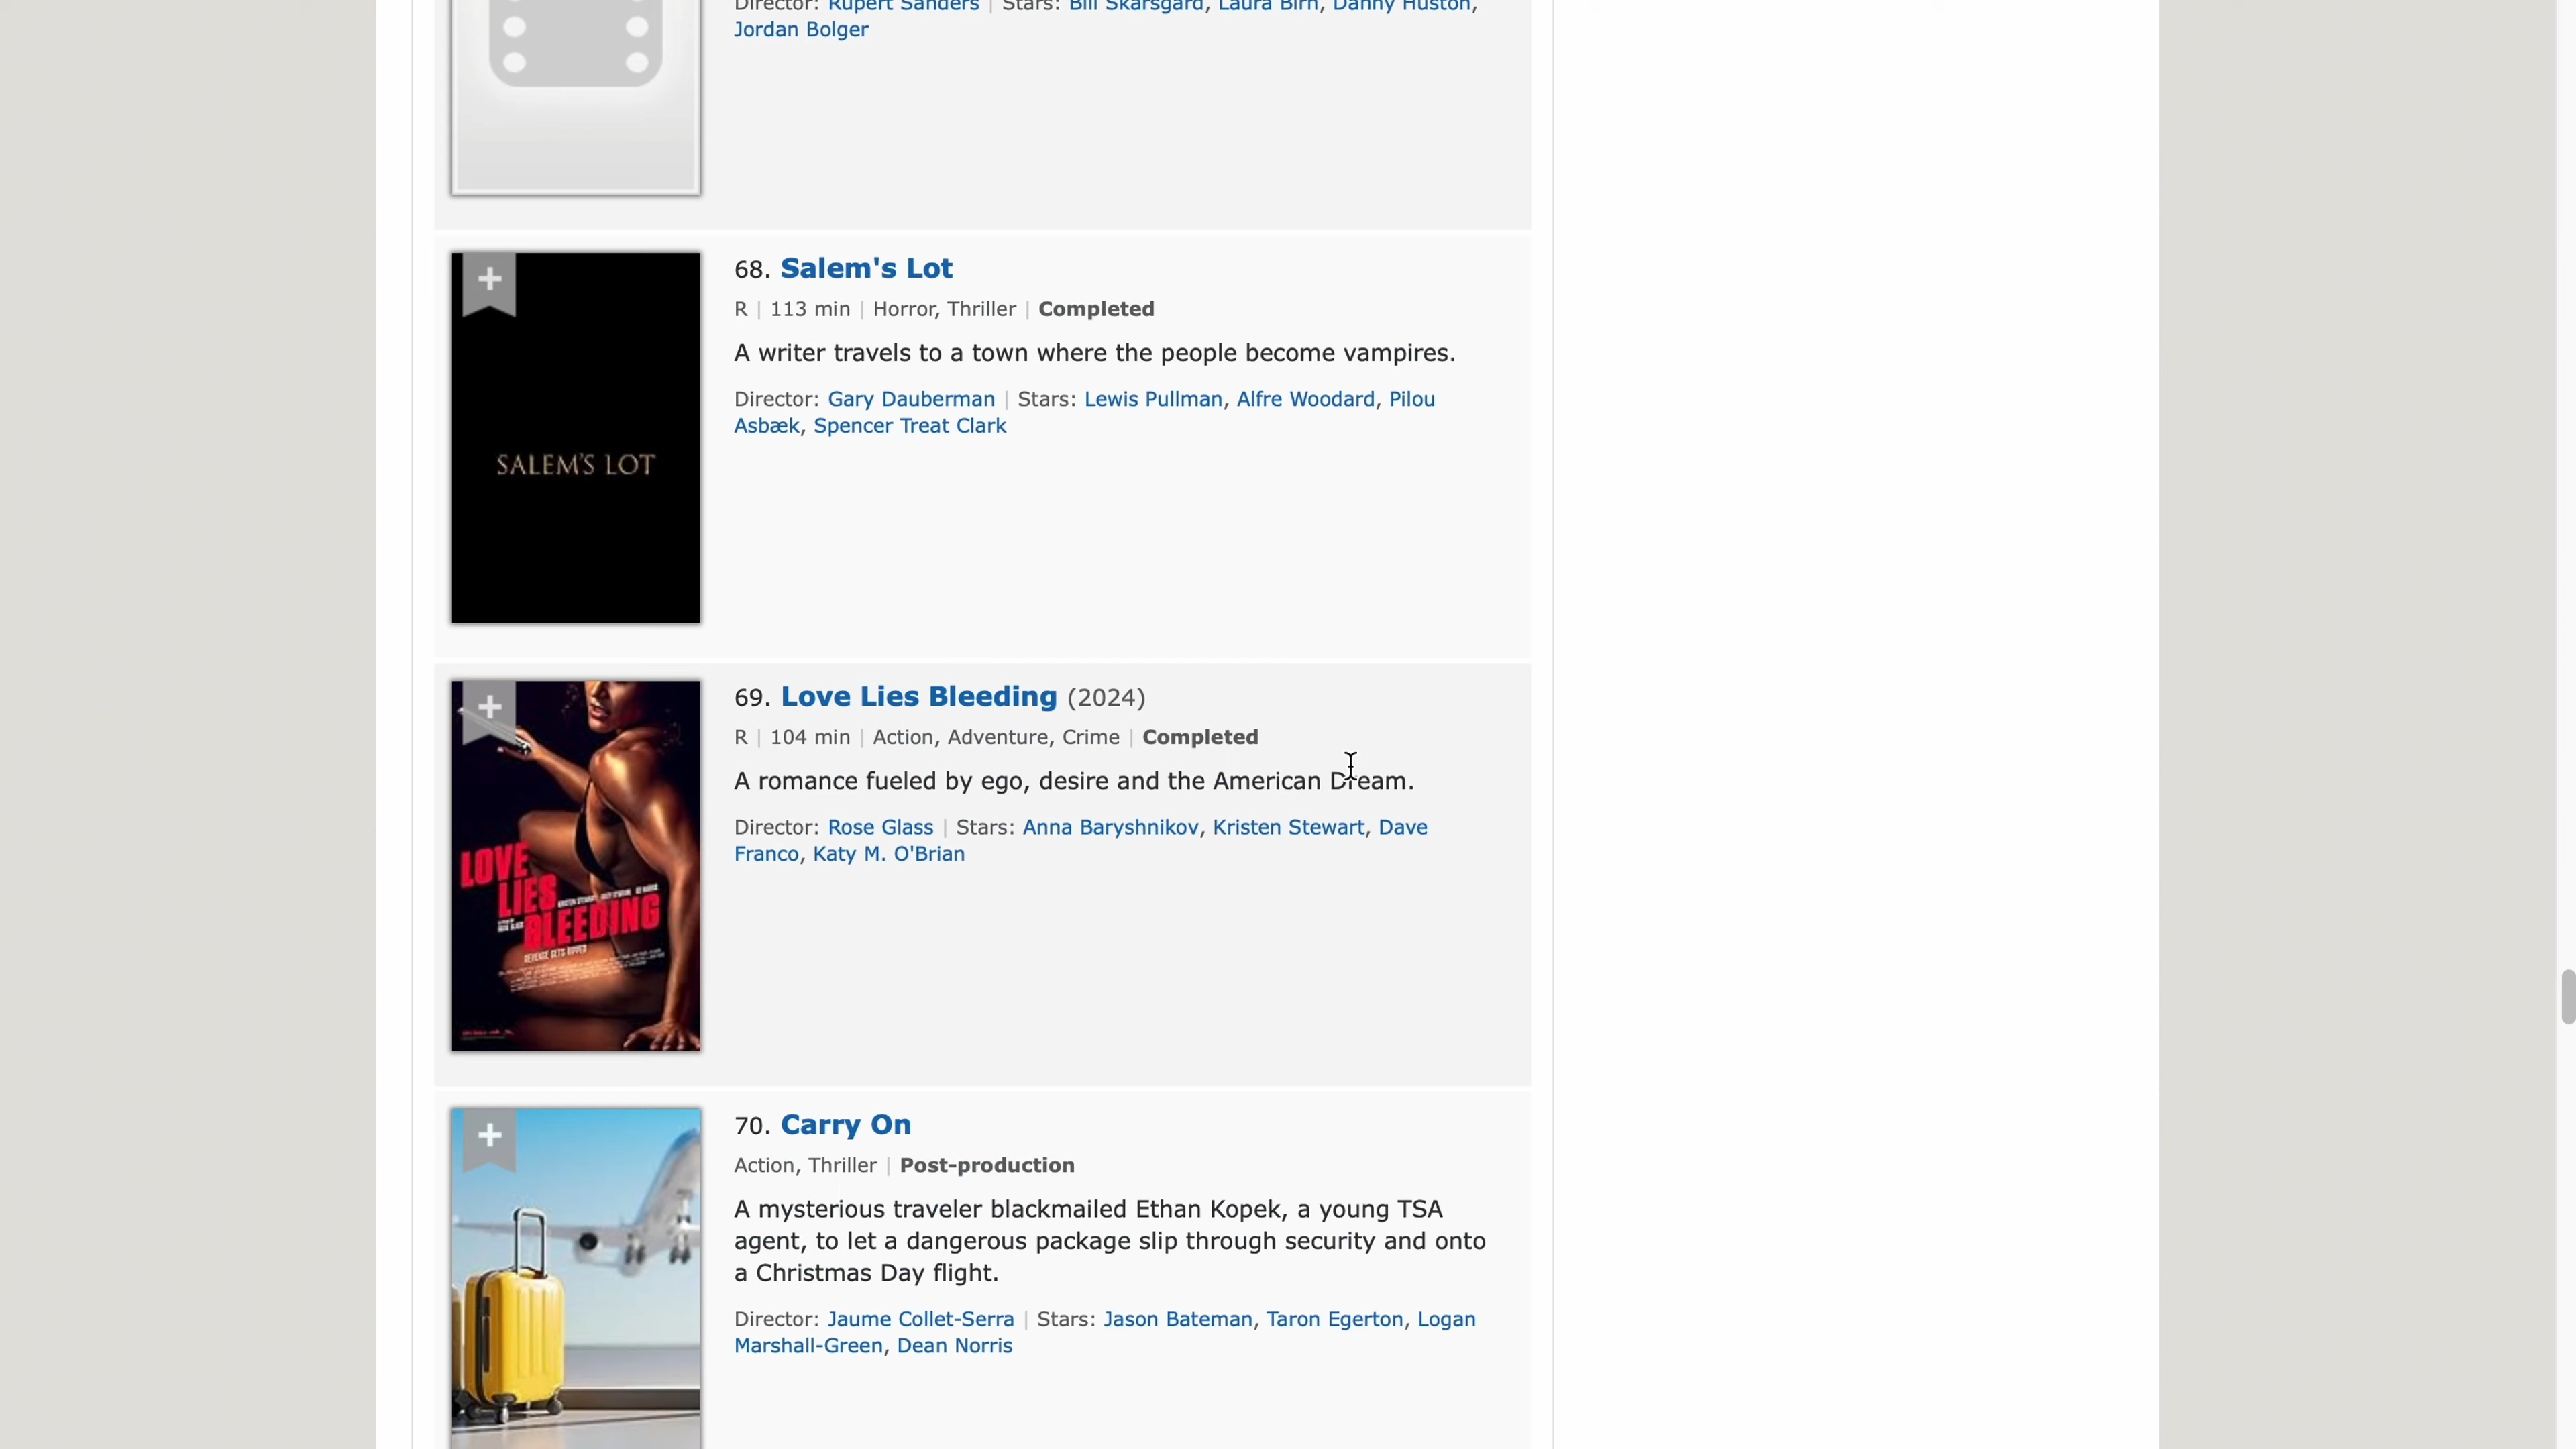 Director: Rupert Sanders | Stars: Bill Skarsgård, Laura Birn, Danny Huston,
Jordan Bolger
68. Salem's Lot
R | 113 min | Horror, Thriller | Completed
A writer travels to a town where the people become vampires.
Director: Gary Dauberman | Stars: Lewis Pullman, Alfre Woodard, Pilou
Asbæk, Spencer Treat Clark
SALEM'S LOT
69. Love Lies Bleeding (2024)
R | 104 min | Action, Adventure, Crime | Completed
A romance fueled by ego, desire and the American Dream.
Director: Rose Glass | Stars: Anna Baryshnikov, Kristen Stewart, Dave
Franco, Katy M. O'Brian
LOVE
LIES
BLEEDING
REVENGE GETS RIPPED
70. Carry On
Action, Thriller | Post-production
A mysterious traveler blackmailed Ethan Kopek, a young TSA
agent, to let a dangerous package slip through security and onto
a Christmas Day flight.
Director: Jaume Collet-Serra | Stars: Jason Bateman, Taron Egerton, Logan
Marshall-Green, Dean Norris